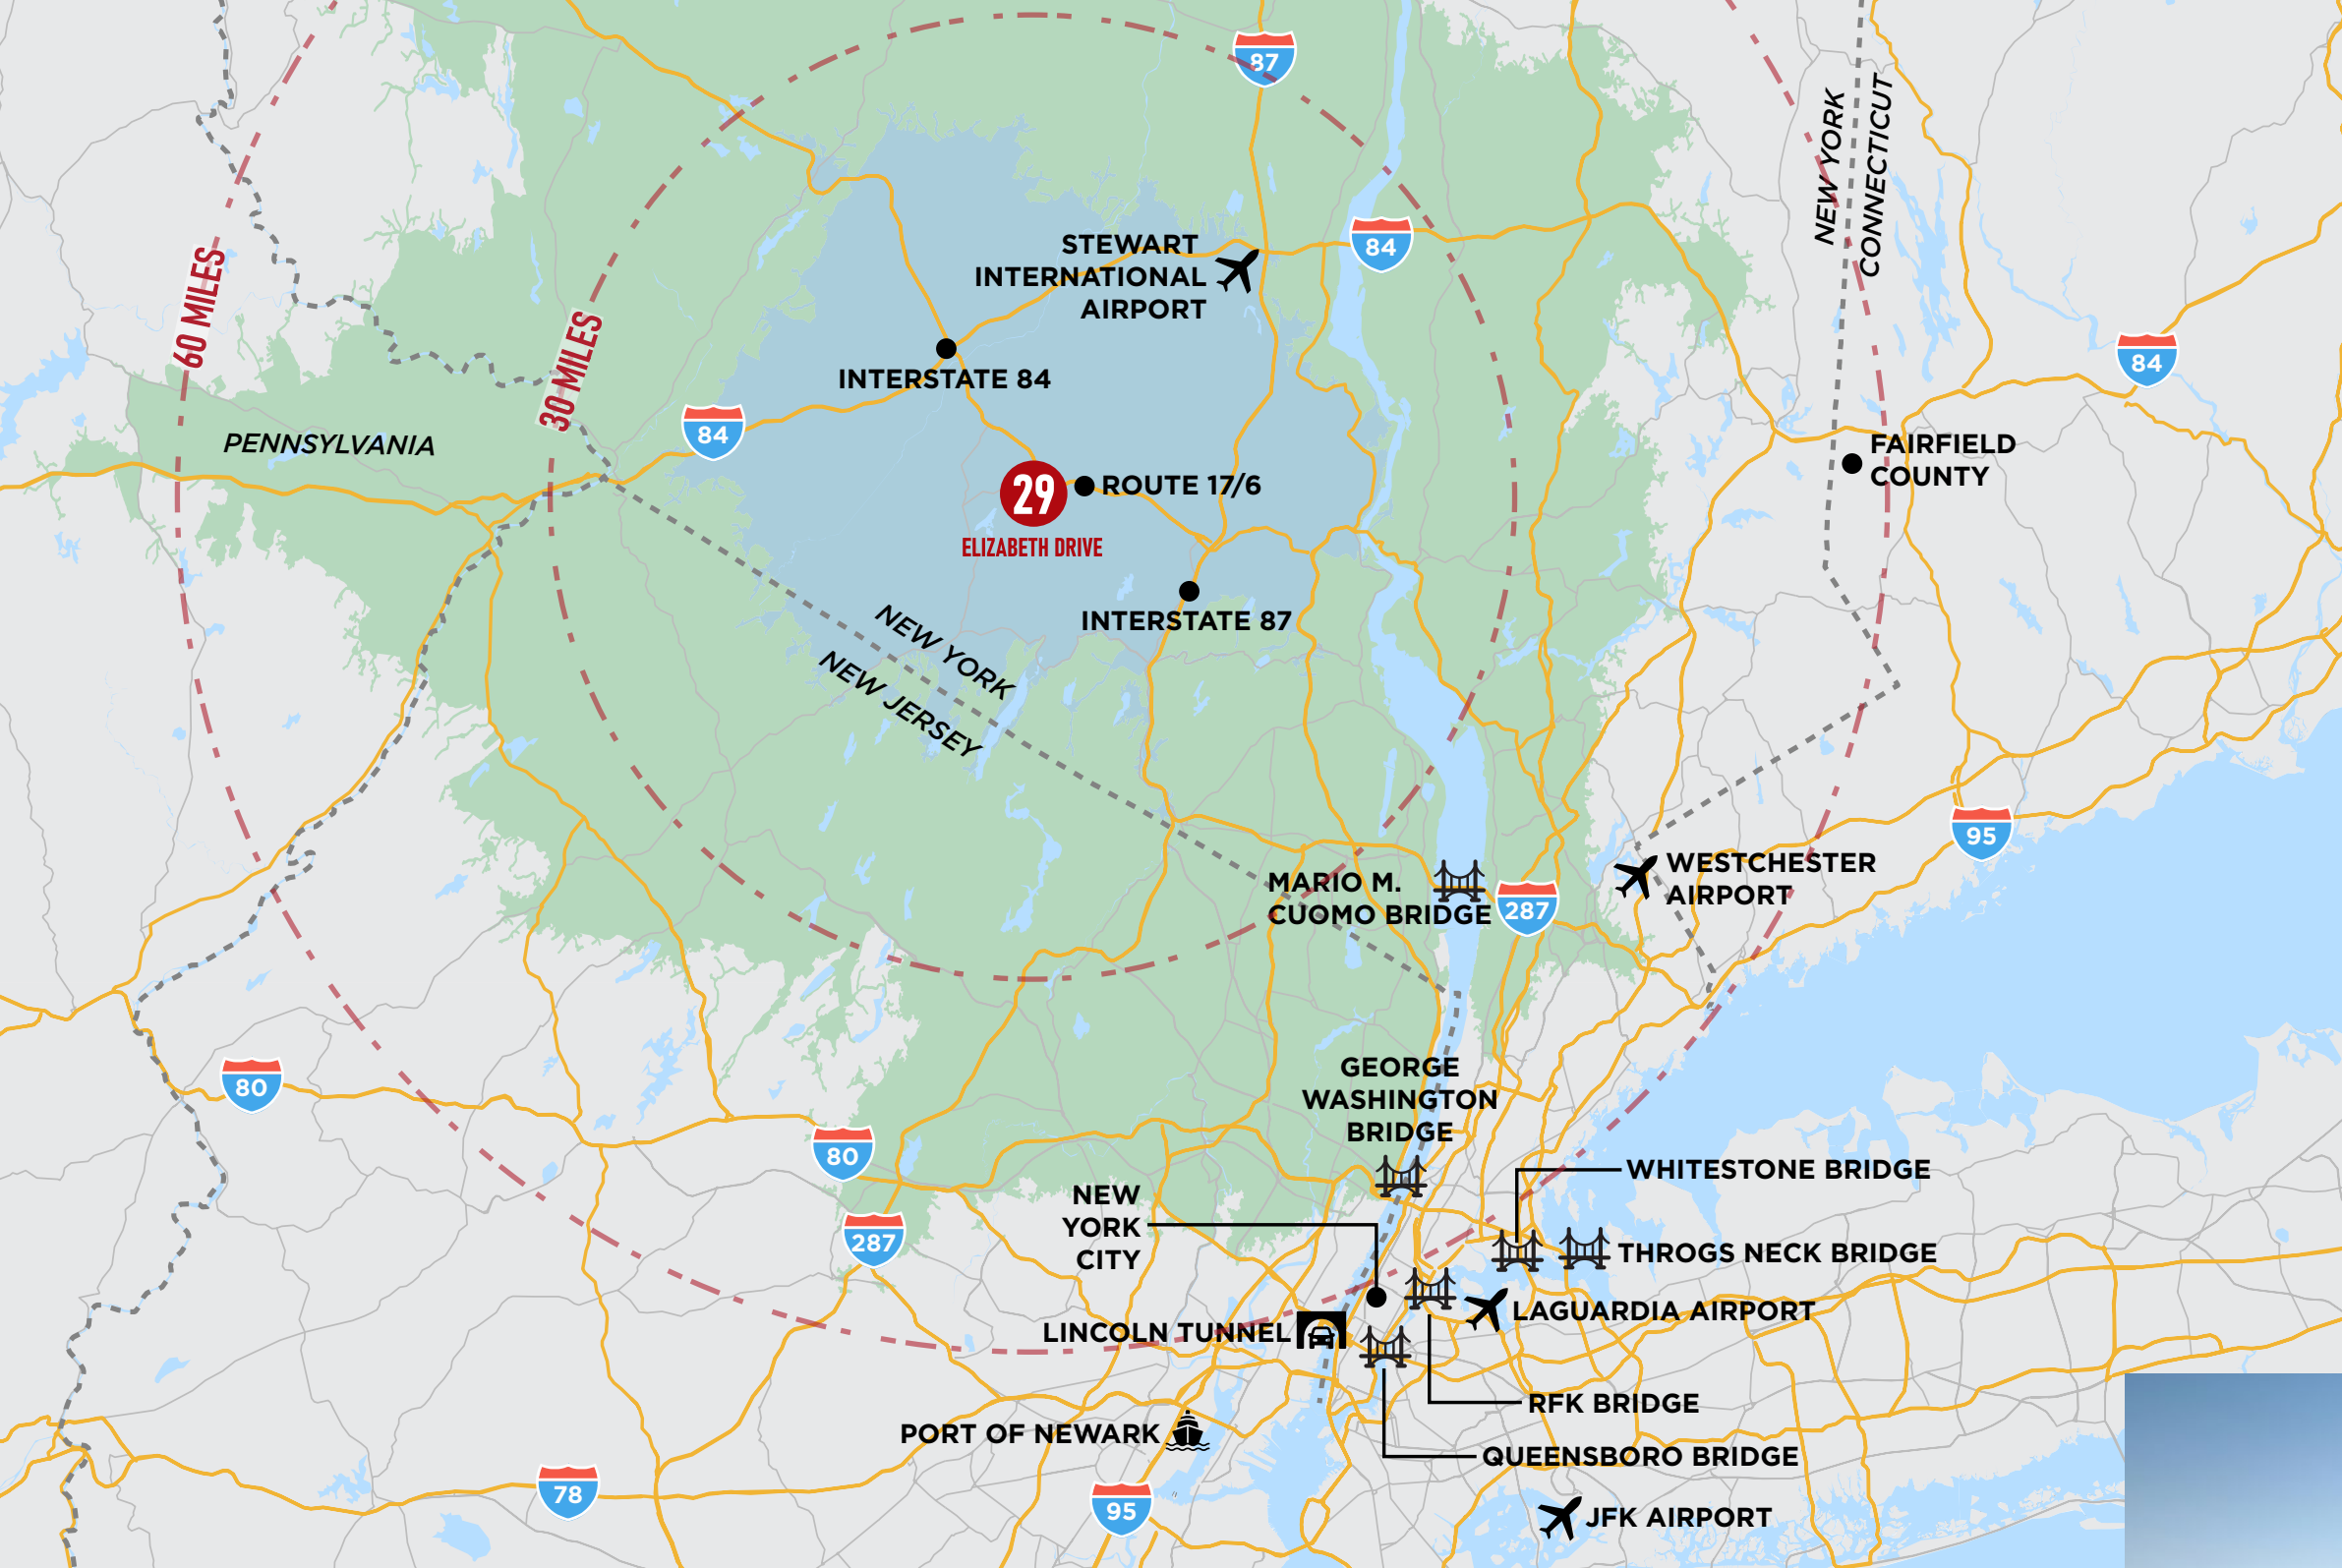 87
NEW YORK
CONNECTICUT
STEWART
INTERNATIONAL
AIRPORT
84
60 MILES
30 MILES
INTERSTATE 84
84
84
PENNSYLVANIA
FAIRFIELD
COUNTY
29
ELIZABETH DRIVE
ROUTE 17/6
INTERSTATE 87
NEW YORK
NEW JERSEY
95
MARIO M.
CUOMO BRIDGE
287
WESTCHESTER
AIRPORT
80
GEORGE
WASHINGTON
BRIDGE
80
WHITESTONE BRIDGE
NEW
YORK
CITY
287
THROGS NECK BRIDGE
LAGUARDIA AIRPORT
LINCOLN TUNNEL
RFK BRIDGE
PORT OF NEWARK
QUEENSBORO BRIDGE
78
95
JFK AIRPORT